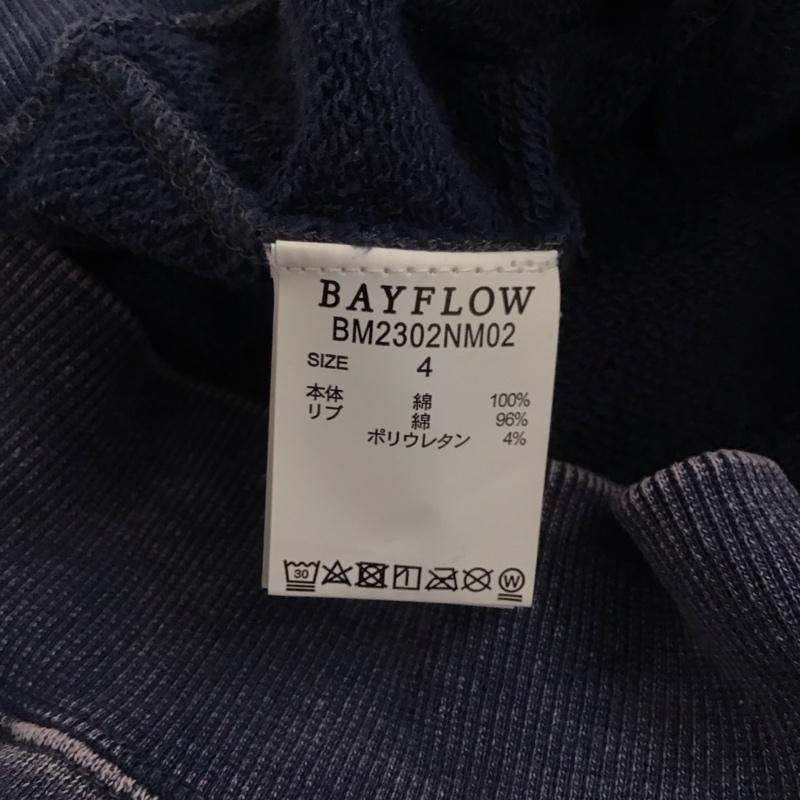 BAYFLOW
BM2302NM02
SIZE 4
本体 綿 100%
リブ 綿 96%
ポリウレタン 4%
30 W